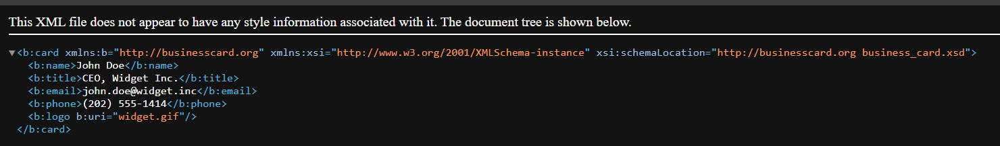 This XML file does not appear to have any style information associated with it. The document tree is shown below.
▼<b:card xmlns:b="http://businesscard.org" xmlns:xsi="http://www.w3.org/2001/XMLSchema-instance" xsi:schemaLocation="http://businesscard.org business_card.xsd">
<b:name>John Doe</b:name>
<b:title>CEO, Widget Inc.</b:title>
<b:email>john.doe@widget.inc</b:email>
<b:phone>(202) 555-1414</b:phone>
<b:logo b:uri="widget.gif"/>
</b:card>